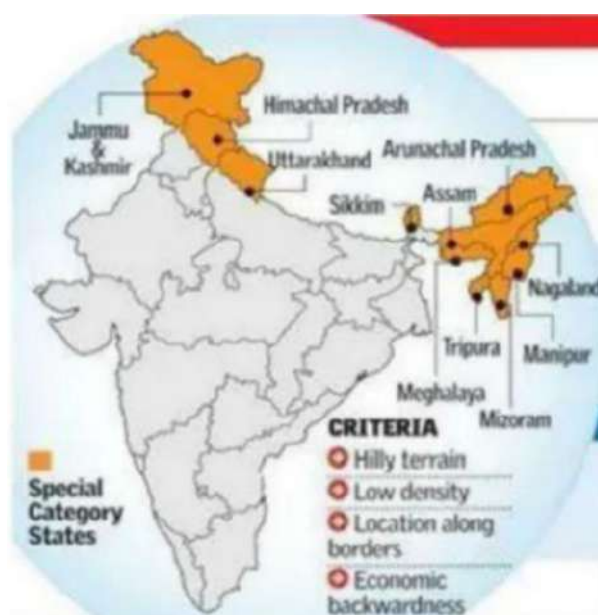 Jammu
&
Kashmir
Himachal Pradesh
Uttarakhand
Arunachal Pradesh
Sikkim
Assam
Nagaland
Tripura
Manipur
Meghalaya
Mizoram
Special
Category
States
CRITERIA
Hilly terrain
Low density
Location along
borders
Economic
backwardness